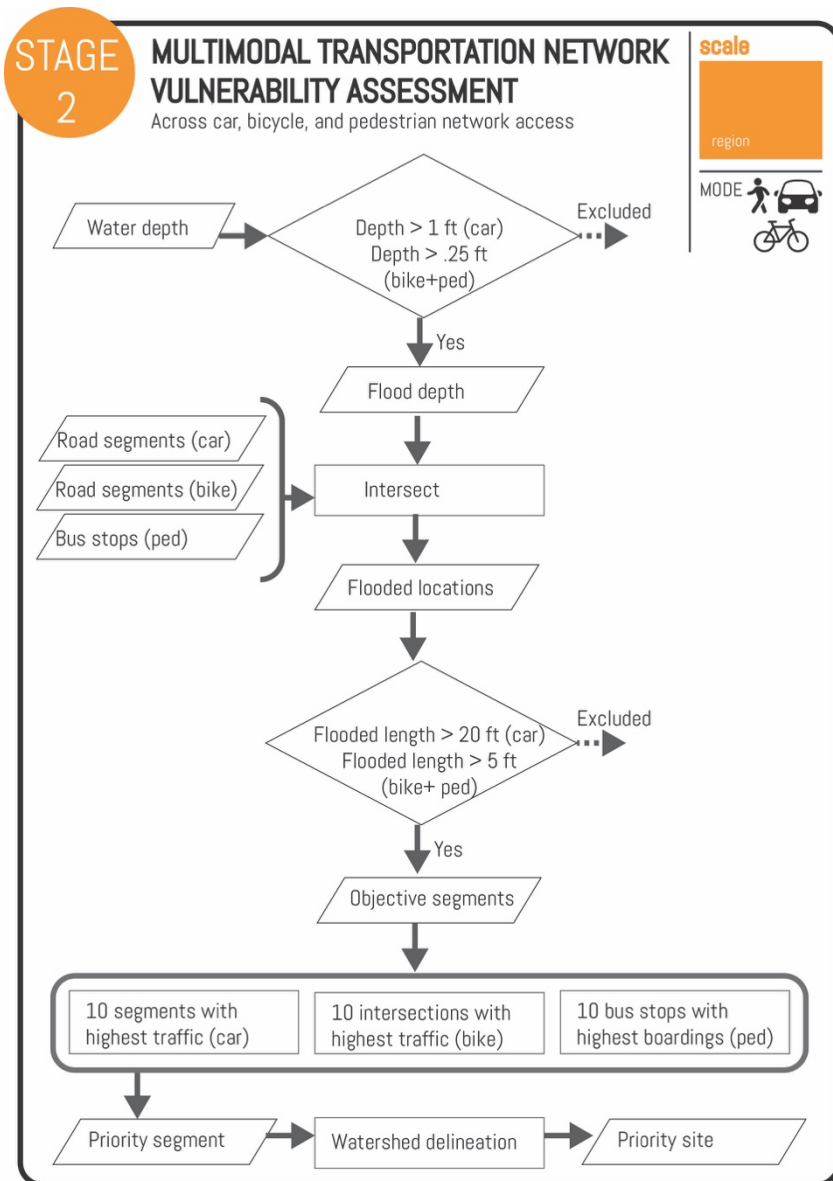 STAGE
2
MULTIMODAL TRANSPORTATION NETWORK
VULNERABILITY ASSESSMENT
Across car, bicycle, and pedestrian network access
scale
region
MODE
Water depth
Depth > 1 ft (car)
Depth > .25 ft
(bike+ped)
Excluded
Yes
Flood depth
Road segments (car)
Road segments (bike)
Bus stops (ped)
Intersect
Flooded locations
Flooded length > 20 ft (car)
Flooded length > 5 ft
(bike+ ped)
Excluded
Yes
Objective segments
10 segments with
highest traffic (car)
10 intersections with
highest traffic (bike)
10 bus stops with
highest boardings (ped)
Priority segment
Watershed delineation
Priority site